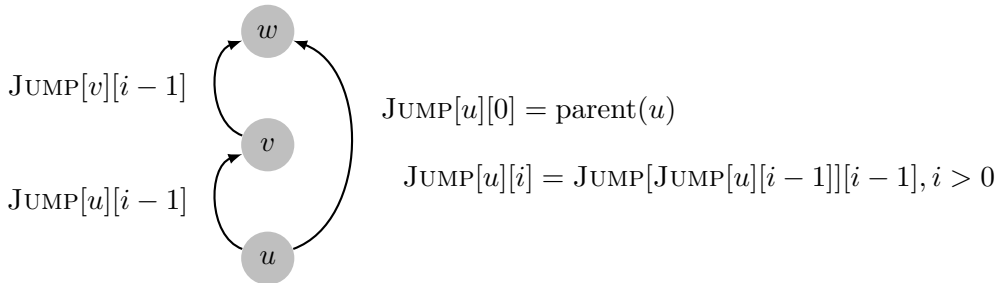 w
JUMP[v][i − 1]
JUMP[u][0] = parent(u)
v
JUMP[u][i] = JUMP[JUMP[u][i − 1]][i − 1], i > 0
JUMP[u][i − 1]
u